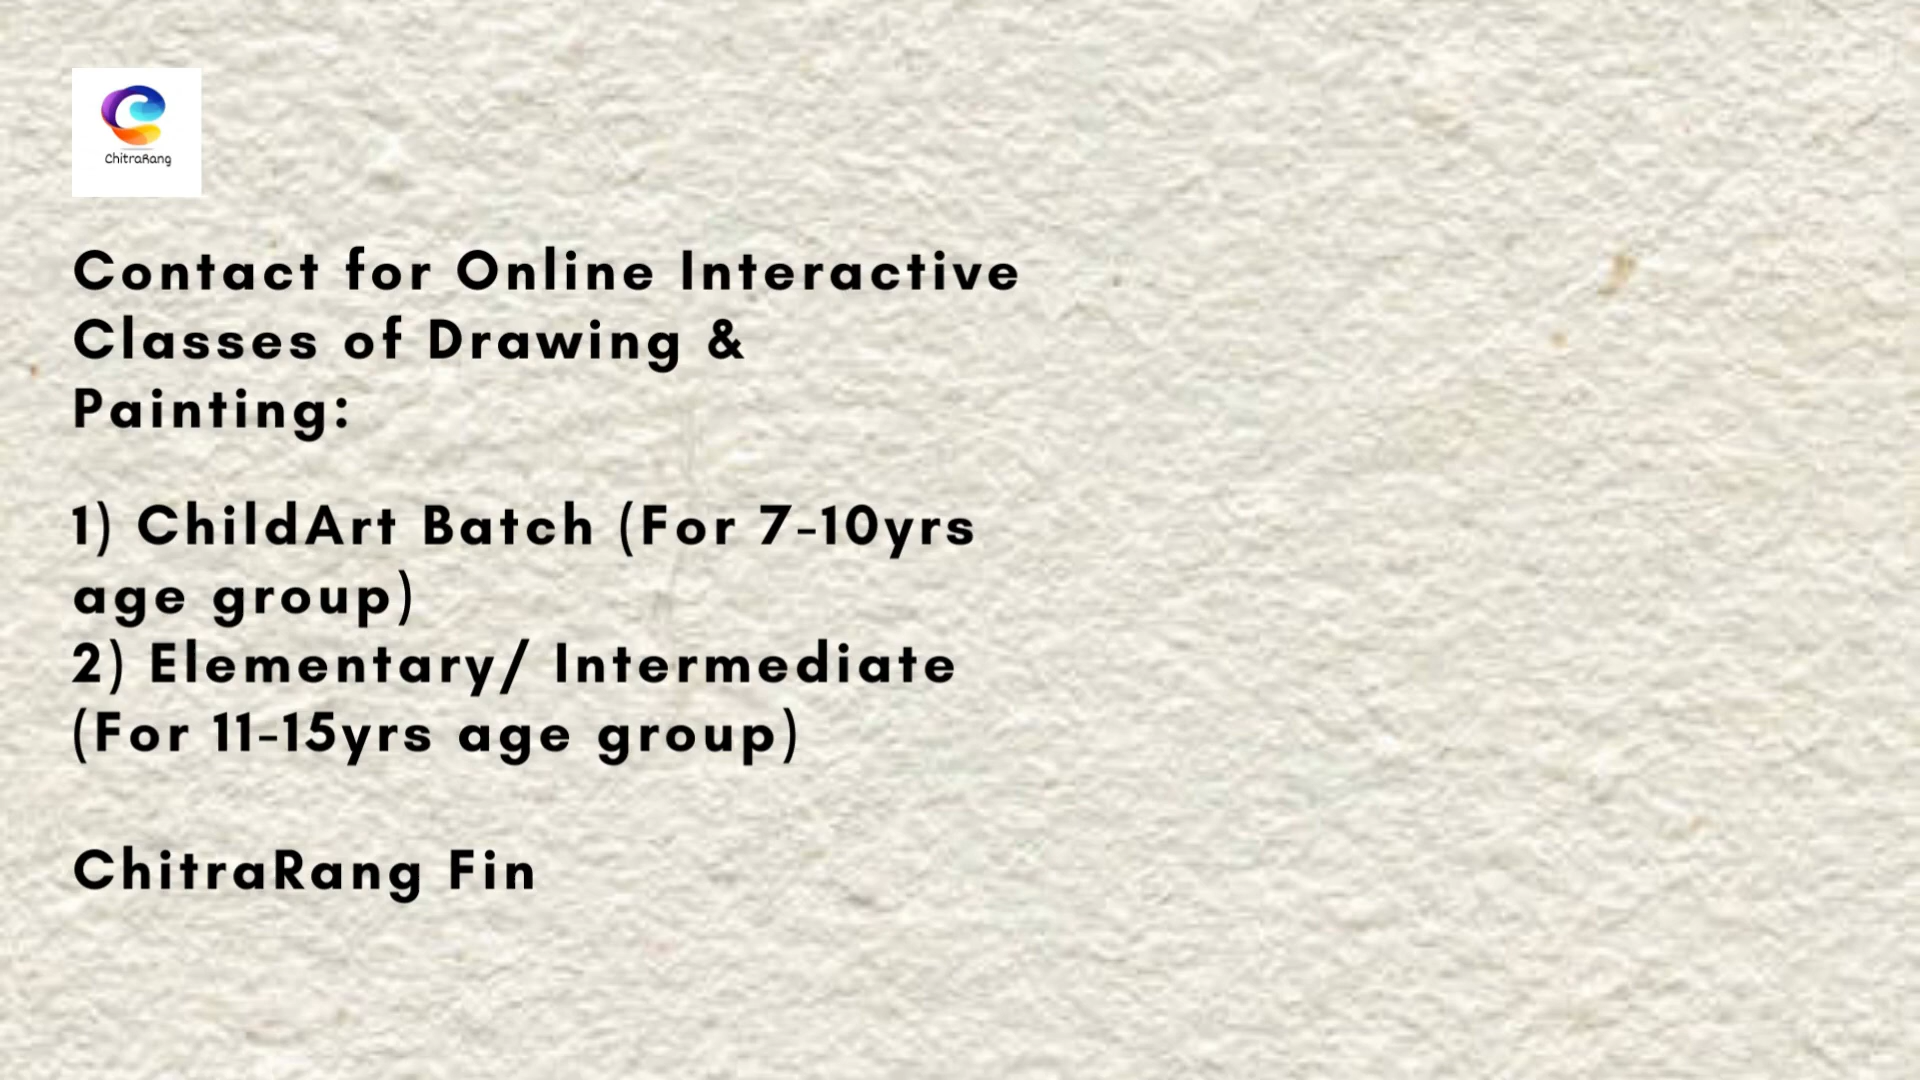 ChitraRang
Contact for Online Interactive
Classes of Drawing &
Painting:
1) ChildArt Batch (For 7-10yrs
age group)
2) Elementary/ Intermediate
(For 11-15yrs age group)
ChitraRang Fin